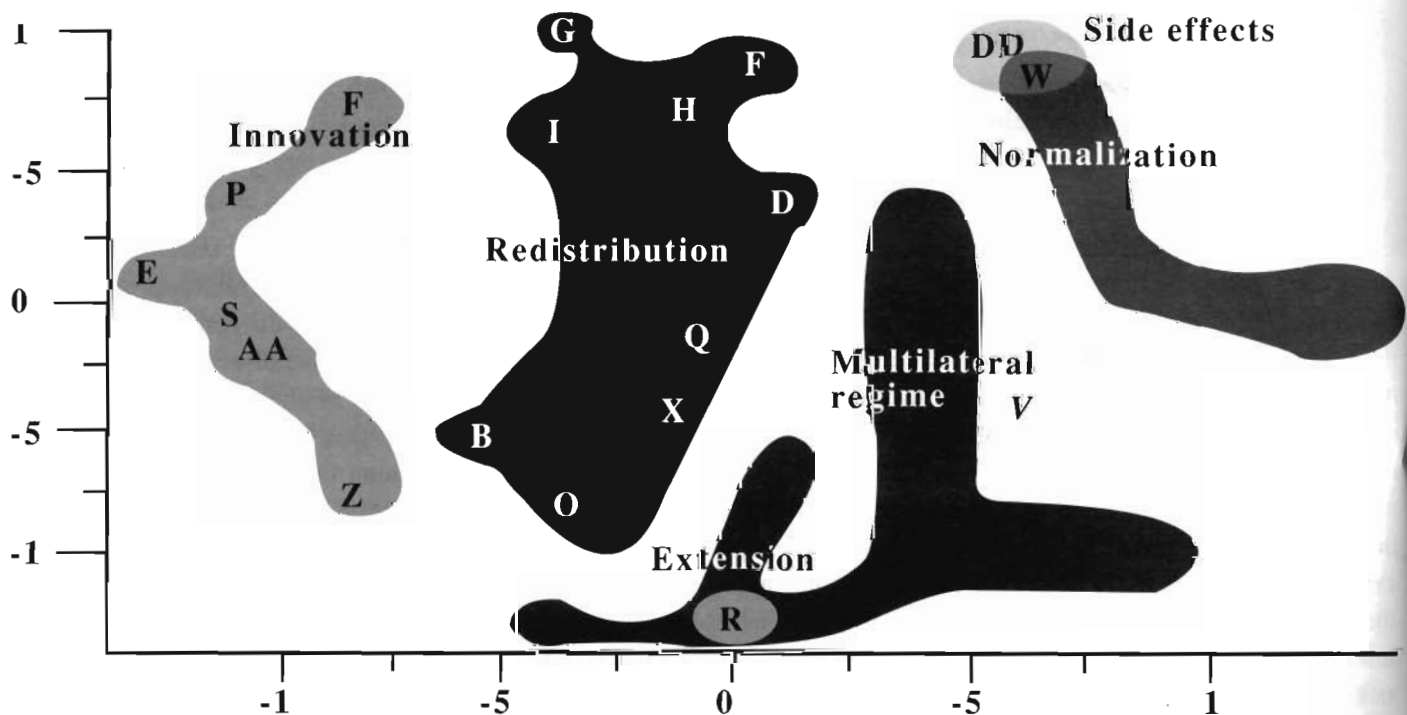 1
G
DD
Side effects
F
W
F
H
I
Innovation
Normalization
-5
P
D
Redistribution
E
0
S
Q
AA
Multilateral
regime
V
X
-5
B
Z
O
-1
Extension
R
-1
-5
0
-5
1